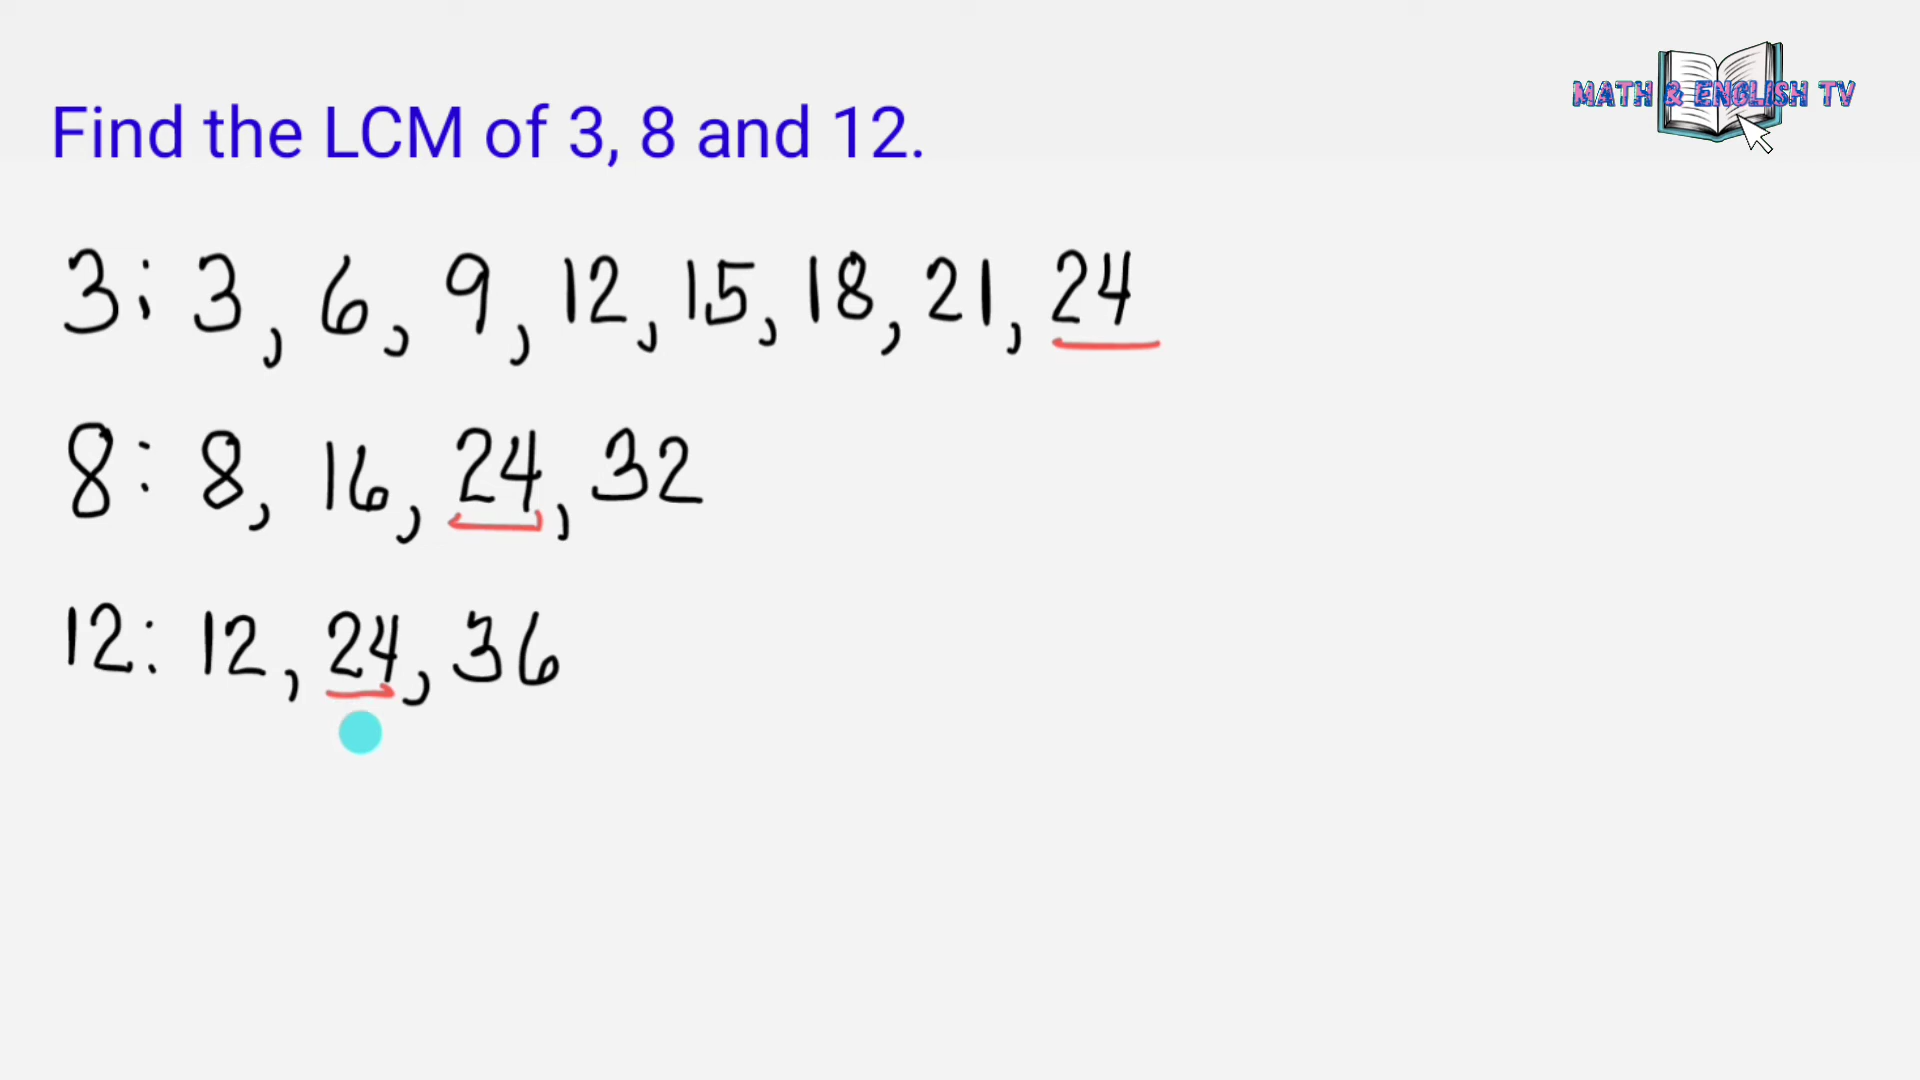 MATH & ENGLISH TV
Find the LCM of 3, 8 and 12.
3: 3, 6, 9, 12, 15, 18, 21, 24
8: 8, 16, 24, 32
12: 12, 24, 36